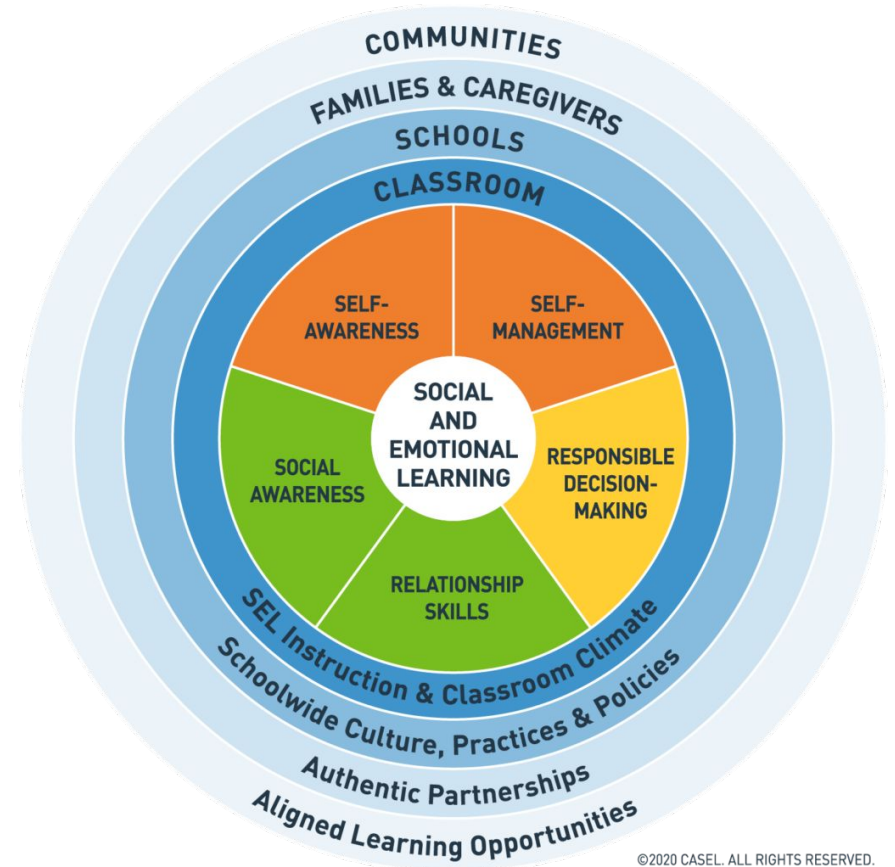 COMMUNITIES
FAMILIES & CAREGIVERS
SCHOOLS
CLASSROOM
SELF-
AWARENESS
SELF-
MANAGEMENT
SOCIAL
AND
EMOTIONAL
LEARNING
SOCIAL
AWARENESS
RESPONSIBLE
DECISION-
MAKING
RELATIONSHIP
SKILLS
SEL Instruction & Classroom Climate
Schoolwide Culture, Practices & Policies
Authentic Partnerships
Aligned Learning Opportunities
©2020 CASEL. ALL RIGHTS RESERVED.